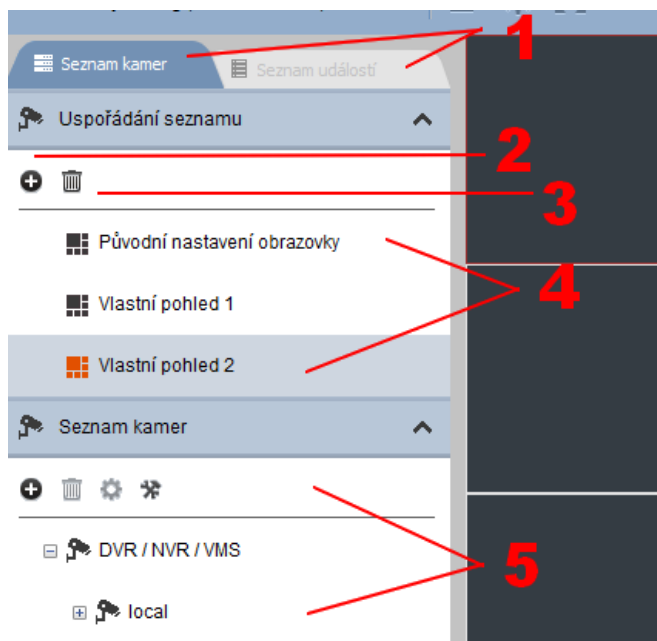 1
Seznam kamer
Seznam událostí
Uspořádání seznamu
2
3
Původní nastavení obrazovky
4
Vlastní pohled 1
Vlastní pohled 2
Seznam kamer
5
DVR / NVR / VMS
local